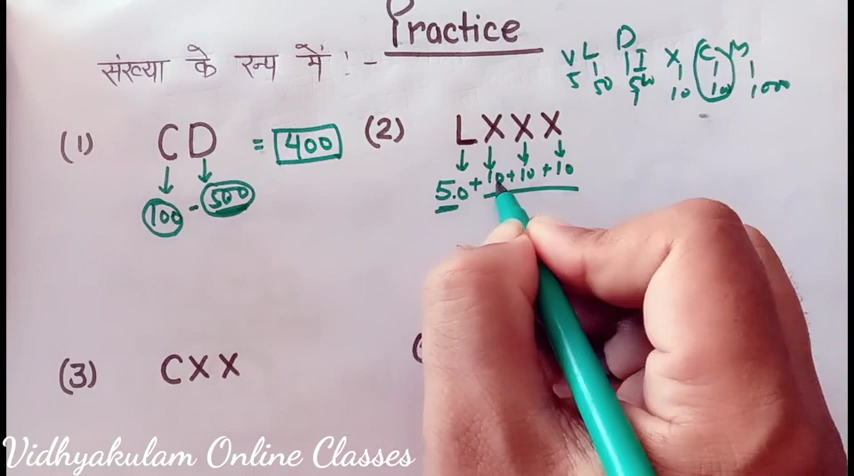 Practice
संख्या के रूप में :-
V L D I X C M
5 50 500 1 10 100 1000
(1) CD = 400
100 - 500
(2) LXXX
50 + 10 + 10 + 10
(3) CXX
(
Vidhyakulam Online Classes